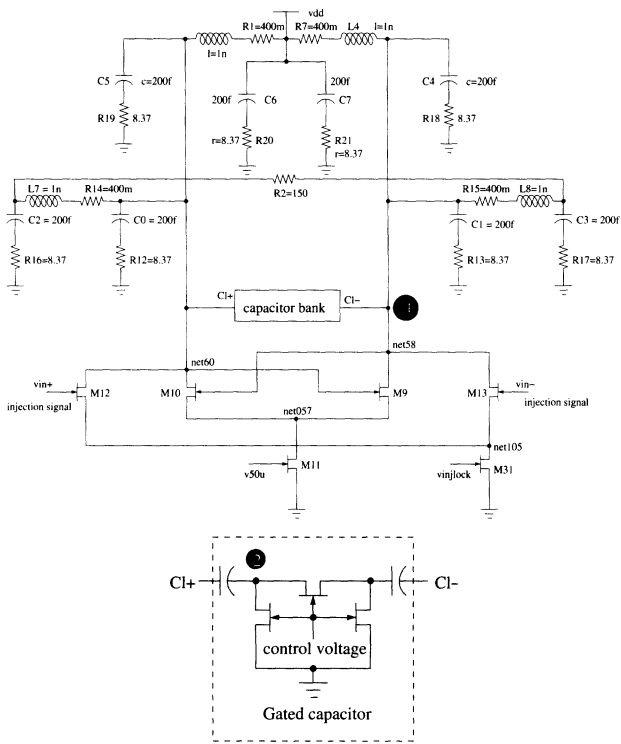 vdd
R1=400m R7=400m L4 l=1n
l=1n
C5 c=200f
200f C6
200f
C7
C4 c=200f
R19 8.37
r=8.37 R20
R21
r=8.37
R18 8.37
L7 = 1n R14=400m
R2=150
R15=400m L8=1n
C2 = 200f
C0 = 200f
C1 = 200f
C3 = 200f
R16=8.37
R12=8.37
R13=8.37
R17=8.37
Cl+ capacitor bank Cl−
net58
net60
vin+
M12
M10
M9
M13
vin−
injection signal
injection signal
net057
net105
v50u
M11
vinjlock
M31
2
Cl+
Cl−
control voltage
Gated capacitor